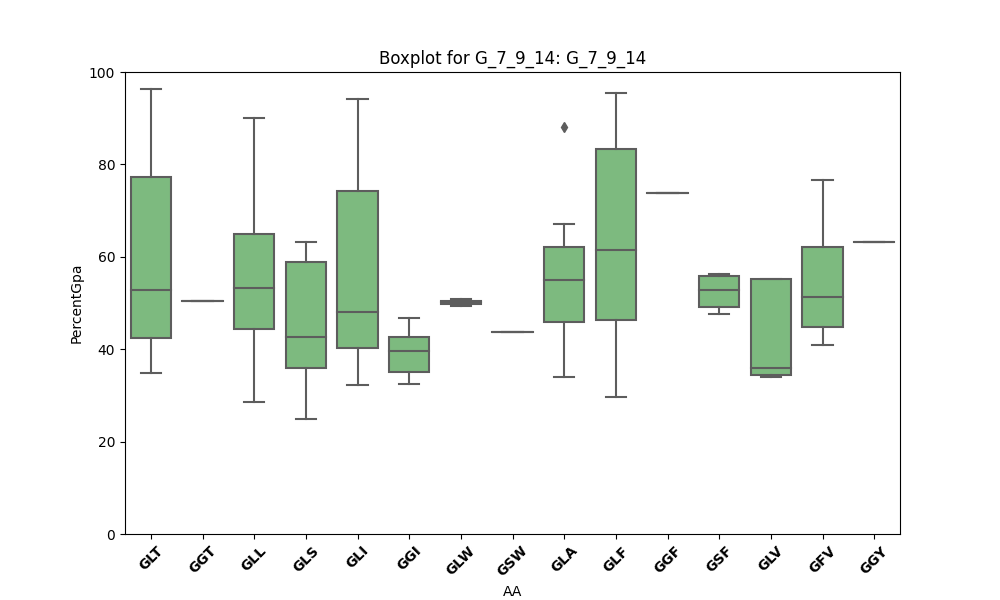 Boxplot for G_7_9_14: G_7_9_14
PercentGpa
100
80
60
40
20
0
GLT GGT GLL GLS GLI GGI GLW GSW GLA GLF GGF GSF GLV GFV GGY
AA